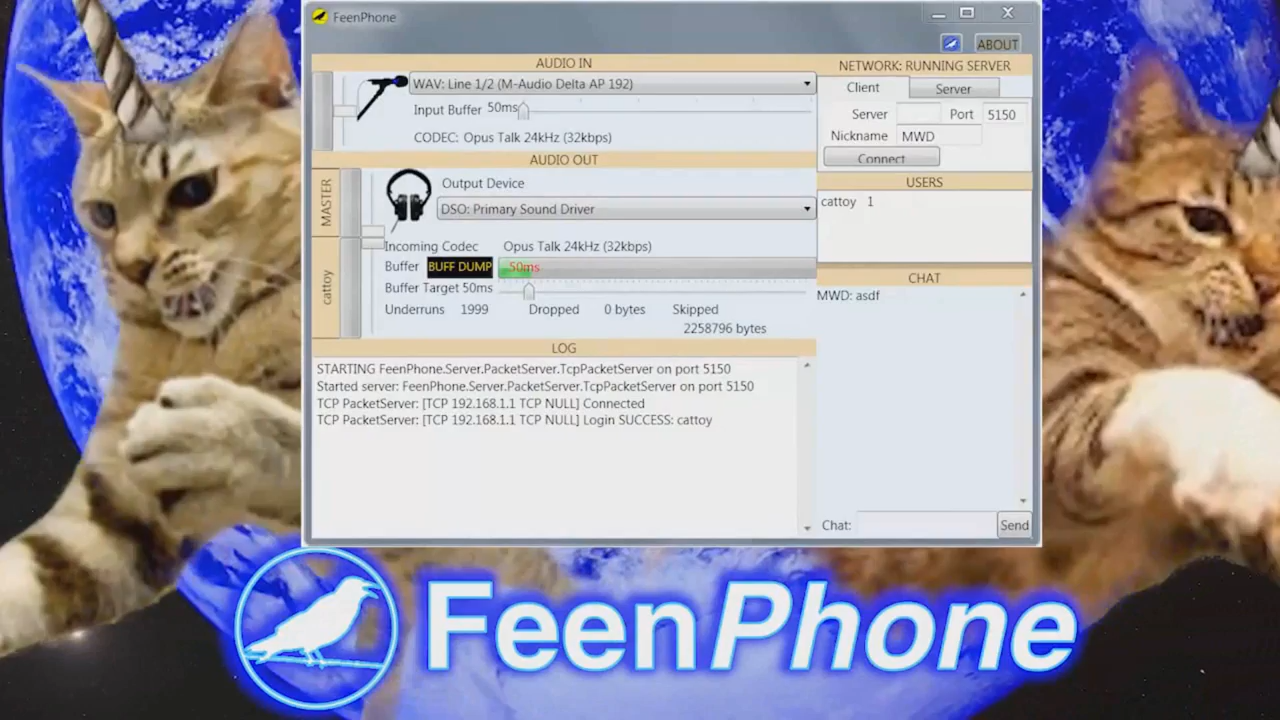 FeenPhone
ABOUT
AUDIO IN
WAV: Line 1/2 (M-Audio Delta AP 192)
Input Buffer 50ms
CODEC: Opus Talk 24kHz (32kbps)
AUDIO OUT
MASTER
Output Device
DSO: Primary Sound Driver
cattoy
Incoming Codec Opus Talk 24kHz (32kbps)
Buffer BUFF DUMP 50ms
Buffer Target 50ms
Underruns 1999 Dropped 0 bytes Skipped
2258796 bytes
LOG
STARTING FeenPhone.Server.PacketServer.TcpPacketServer on port 5150
Started server: FeenPhone.Server.PacketServer.TcpPacketServer on port 5150
TCP PacketServer: [TCP 192.168.1.1 TCP NULL] Connected
TCP PacketServer: [TCP 192.168.1.1 TCP NULL] Login SUCCESS: cattoy
NETWORK: RUNNING SERVER
Client Server
Server Port 5150
Nickname MWD
Connect
USERS
cattoy 1
CHAT
MWD: asdf
Chat: Send
FeenPhone